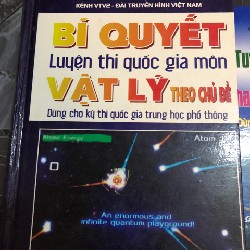 KÊNH VTV2 - ĐÀI TRUYỀN HÌNH VIỆT NAM
BÍ QUYẾT
Luyện thi quốc gia môn
VẬT LÝ THEO CHỦ ĐỀ
Dùng cho kỳ thi quốc gia trung học phổ thông
Atom
An enormous and
infinite quantum playground!